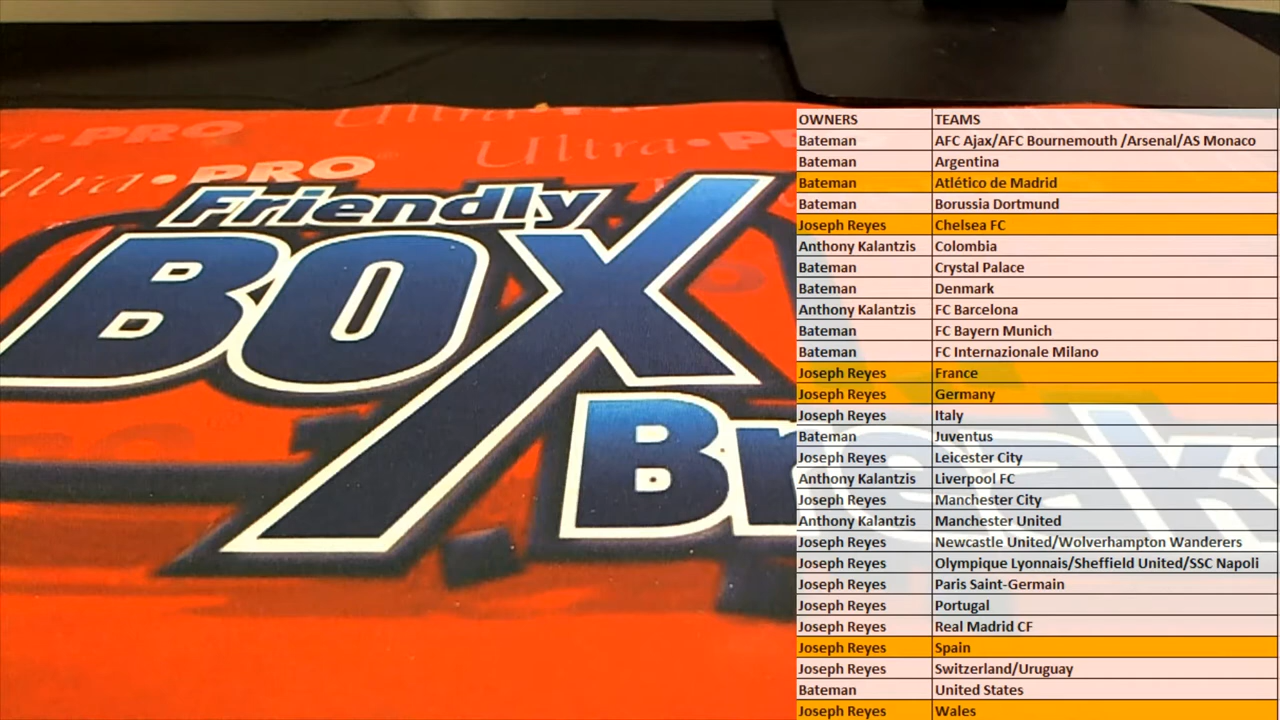 Ultra•PRO
Ultra
Ultra•PRO
Ultra•PRO
Friendly
BOX
Breaks
OWNERS TEAMS
Bateman AFC Ajax/AFC Bournemouth /Arsenal/AS Monaco
Bateman Argentina
Bateman Atlético de Madrid
Bateman Borussia Dortmund
Joseph Reyes Chelsea FC
Anthony Kalantzis Colombia
Bateman Crystal Palace
Bateman Denmark
Anthony Kalantzis FC Barcelona
Bateman FC Bayern Munich
Bateman FC Internazionale Milano
Joseph Reyes France
Joseph Reyes Germany
Joseph Reyes Italy
Bateman Juventus
Joseph Reyes Leicester City
Anthony Kalantzis Liverpool FC
Joseph Reyes Manchester City
Anthony Kalantzis Manchester United
Joseph Reyes Newcastle United/Wolverhampton Wanderers
Joseph Reyes Olympique Lyonnais/Sheffield United/SSC Napoli
Joseph Reyes Paris Saint-Germain
Joseph Reyes Portugal
Joseph Reyes Real Madrid CF
Joseph Reyes Spain
Joseph Reyes Switzerland/Uruguay
Bateman United States
Joseph Reyes Wales